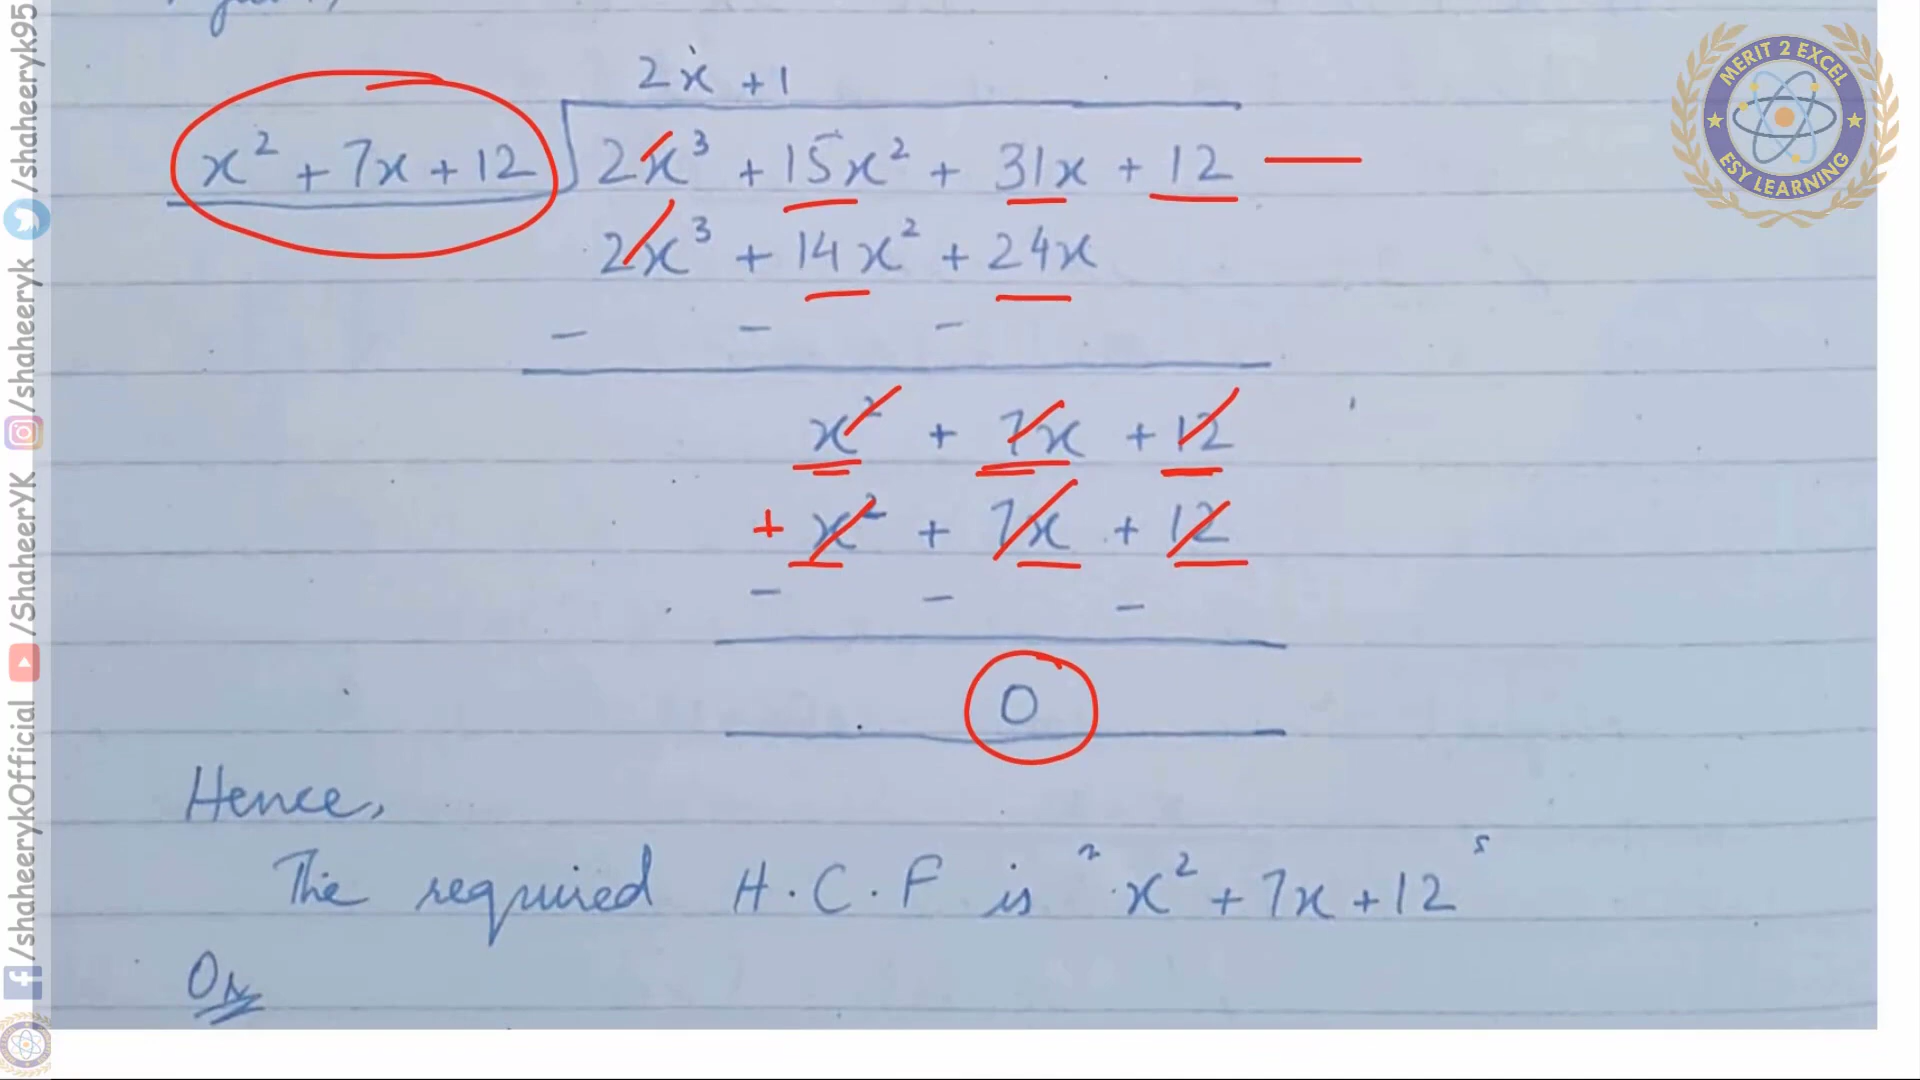 2x + 1
x² + 7x + 12 ) 2x³ + 15x² + 31x + 12 —
2x³ + 14x² + 24x
− − −
x² + 7x + 12
+ x² + 7x + 12
− − −
0
Hence,
The required H.C.F is " x² + 7x + 12 "
Or
MERIT 2 EXCEL
ESY LEARNING
/shaheerykOfficial /ShaheerYK /shaheeryk /shaheeryk95